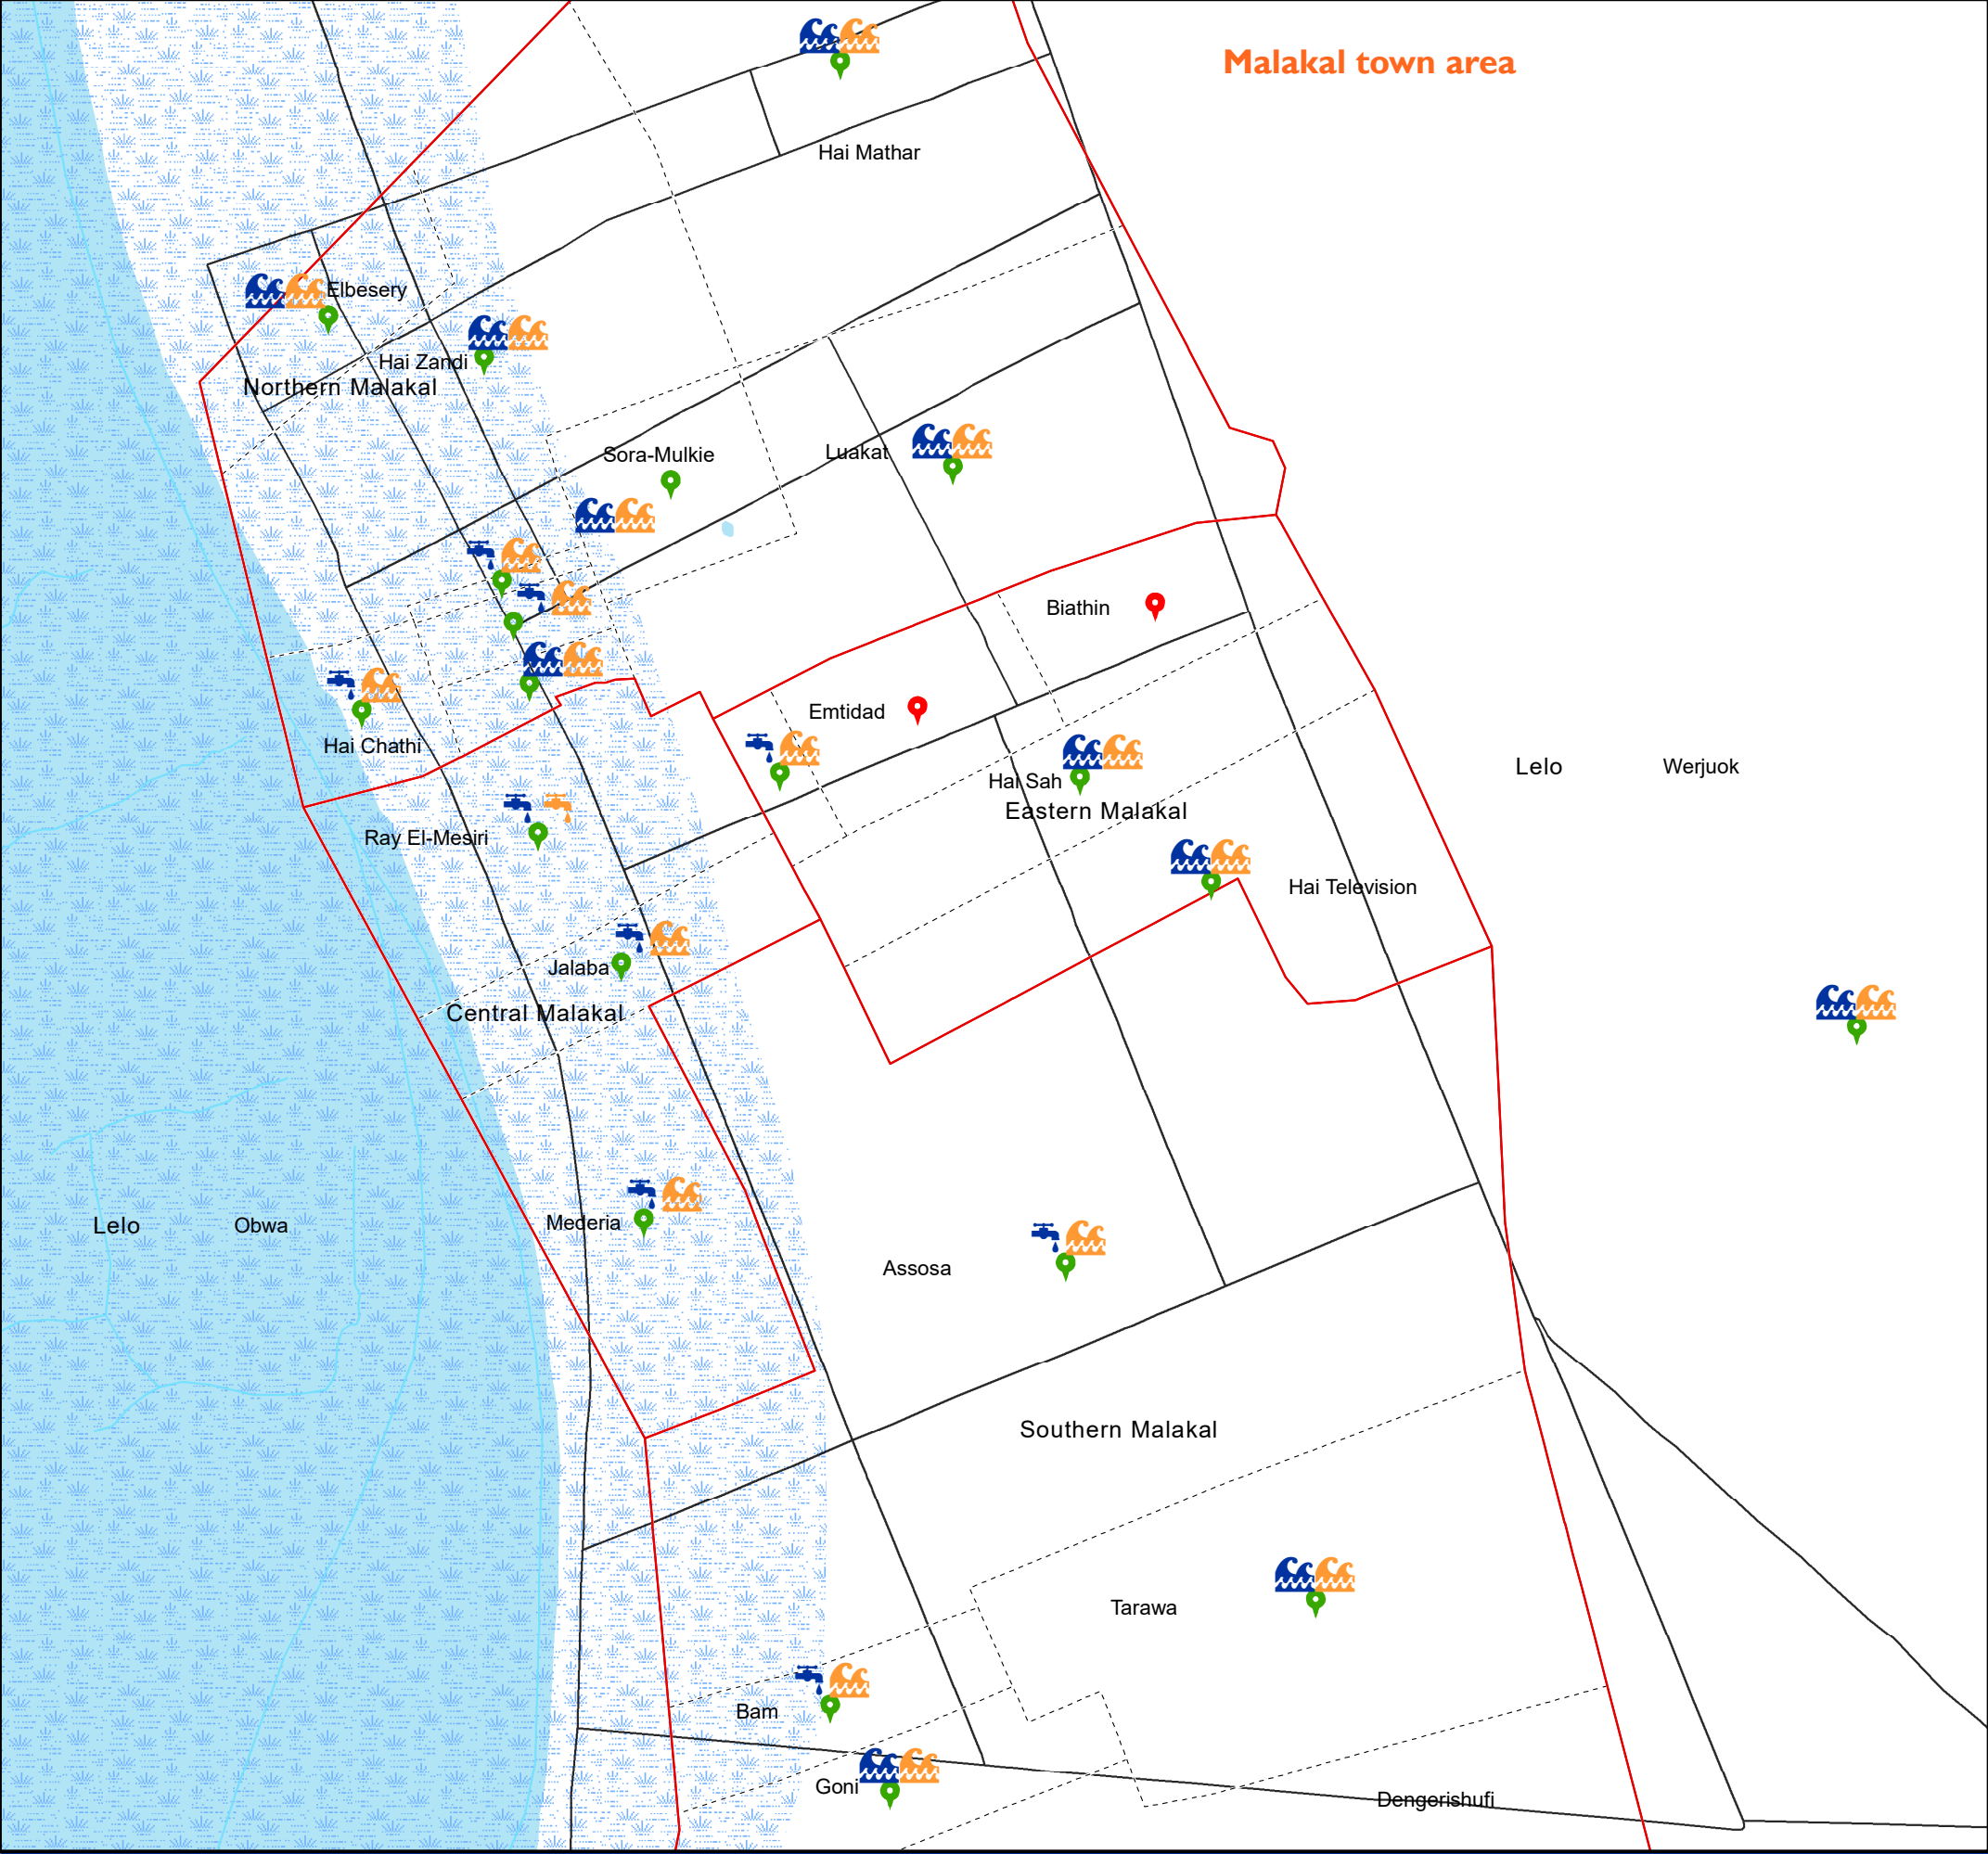 Malakal town area
Hai Mathar
Elbesery
Hai Zandi
Northern Malakal
Sora-Mulkie
Luakat
Biathin
Emtidad
Hai Chathi
Hai Sah
Eastern Malakal
Lelo
Werjuok
Ray El-Mesiri
Hai Television
Jalaba
Central Malakal
Lelo
Obwa
Mederia
Assosa
Southern Malakal
Tarawa
Bam
Goni
Dengerishufi